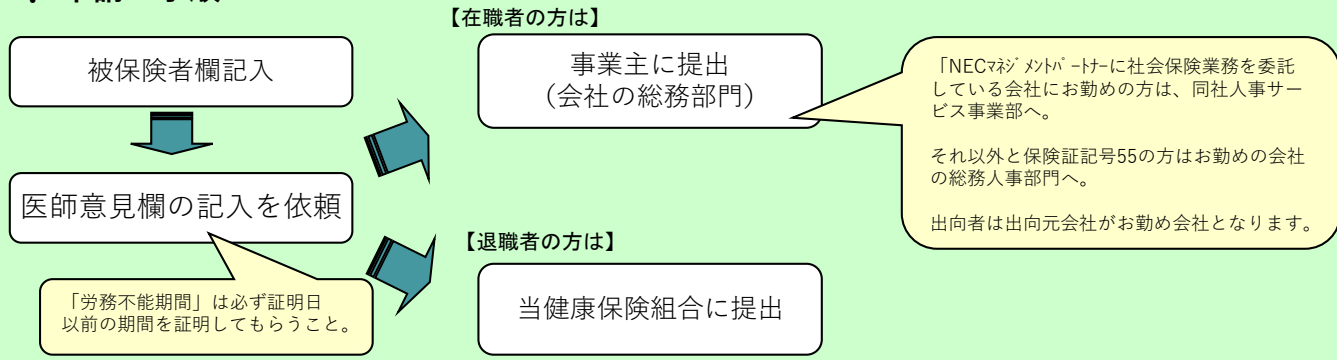 被保険者欄記入
医師意見欄の記入を依頼
「労務不能期間」は必ず証明日
以前の期間を証明してもらうこと。
【在職者の方は】
事業主に提出
(会社の総務部門)
「NECﾏﾈｼﾞﾒﾝﾄﾊﾟｰﾄﾅｰに社会保険業務を委託
している会社にお勤めの方は、同社人事サー
ビス事業部へ。
それ以外と保険証記号55の方はお勤めの会社
の総務人事部門へ。
出向者は出向元会社がお勤め会社となります。
【退職者の方は】
当健康保険組合に提出